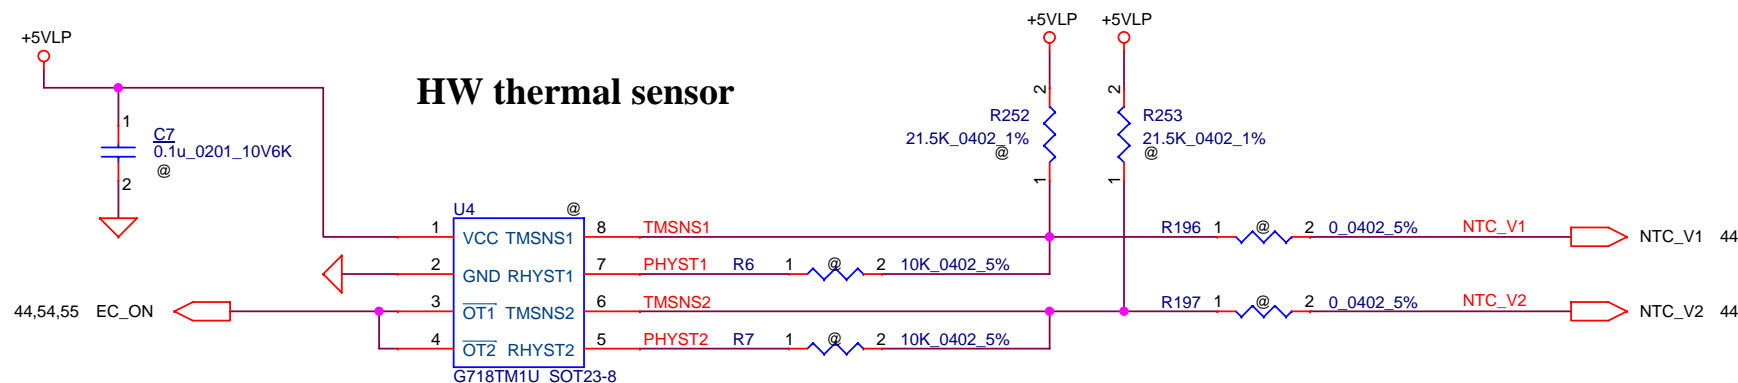 +5VLP +5VLP
+5VLP
HW thermal sensor
2 2
R252 R253
21.5K_0402_1% 21.5K_0402_1%
@ @
1 1
1
C7
0.1u_0201_10V6K
@
2
U4 @
1 VCC TMSNS1 8 TMSNS1 R196 1 @ 2 0_0402_5% NTC_V1 NTC_V1 44
2 GND RHYST1 7 PHYST1 R6 1 @ 2 10K_0402_5%
44,54,55 EC_ON 3 OT1 TMSNS2 6 TMSNS2 R197 1 @ 2 0_0402_5% NTC_V2 NTC_V2 44
4 OT2 RHYST2 5 PHYST2 R7 1 @ 2 10K_0402_5%
G718TM1U_SOT23-8